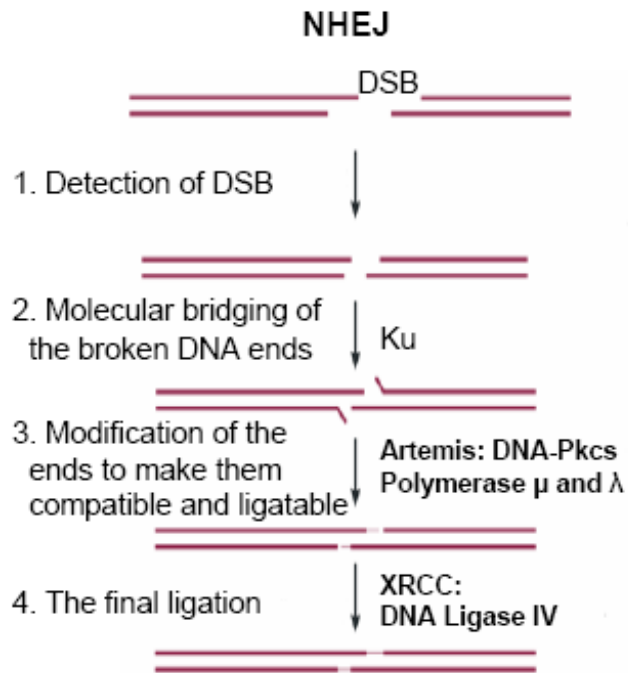 NHEJ
DSB
1. Detection of DSB
2. Molecular bridging of
the broken DNA ends
Ku
3. Modification of the
ends to make them
compatible and ligatable
Artemis: DNA-Pkcs
Polymerase µ and λ
4. The final ligation
XRCC:
DNA Ligase IV